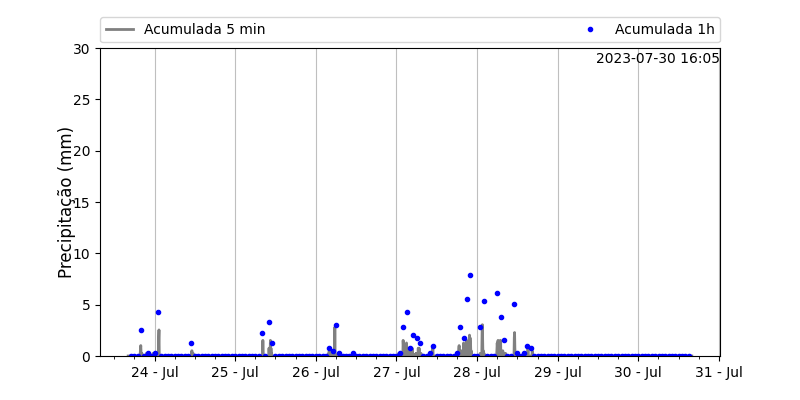 Acumulada 5 min
Acumulada 1h
2023-07-30 16:05
Precipitação (mm)
30
25
20
15
10
5
0
24 - Jul 25 - Jul 26 - Jul 27 - Jul 28 - Jul 29 - Jul 30 - Jul 31 - Jul